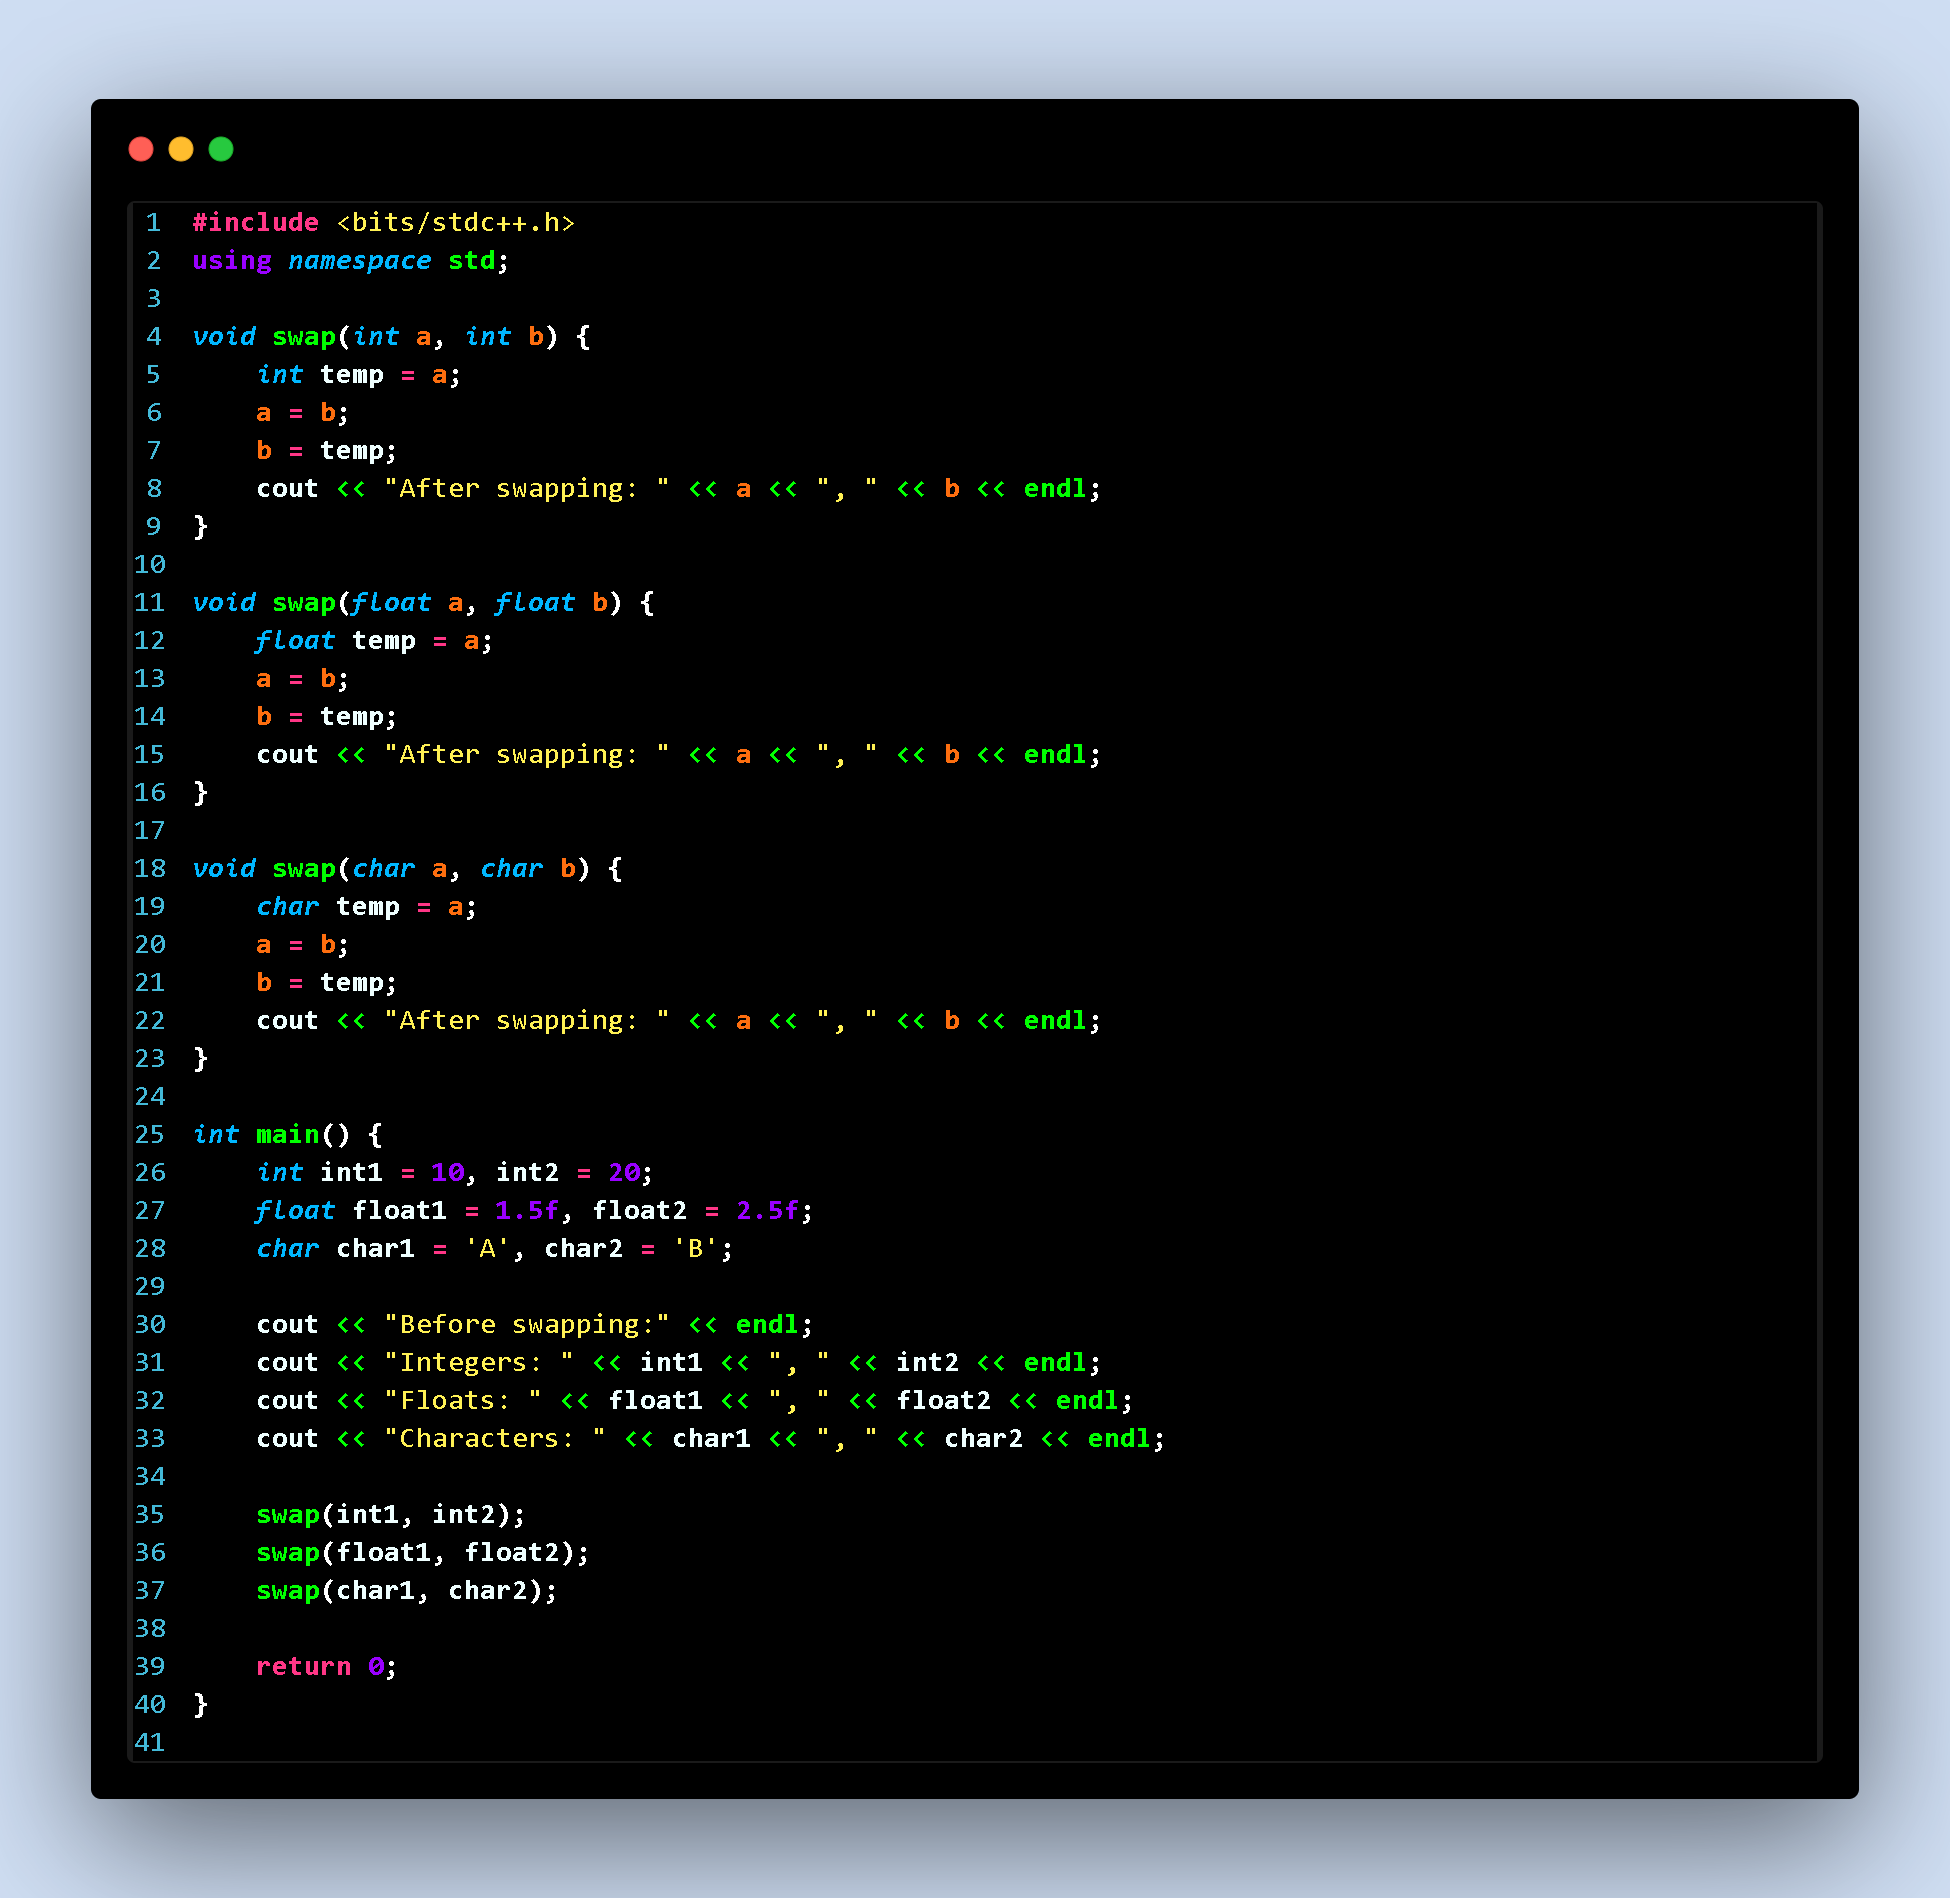 1 #include <bits/stdc++.h>
2 using namespace std;
3
4 void swap(int a, int b) {
5     int temp = a;
6     a = b;
7     b = temp;
8     cout << "After swapping: " << a << ", " << b << endl;
9 }
10
11 void swap(float a, float b) {
12     float temp = a;
13     a = b;
14     b = temp;
15     cout << "After swapping: " << a << ", " << b << endl;
16 }
17
18 void swap(char a, char b) {
19     char temp = a;
20     a = b;
21     b = temp;
22     cout << "After swapping: " << a << ", " << b << endl;
23 }
24
25 int main() {
26     int int1 = 10, int2 = 20;
27     float float1 = 1.5f, float2 = 2.5f;
28     char char1 = 'A', char2 = 'B';
29
30     cout << "Before swapping:" << endl;
31     cout << "Integers: " << int1 << ", " << int2 << endl;
32     cout << "Floats: " << float1 << ", " << float2 << endl;
33     cout << "Characters: " << char1 << ", " << char2 << endl;
34
35     swap(int1, int2);
36     swap(float1, float2);
37     swap(char1, char2);
38
39     return 0;
40 }
41